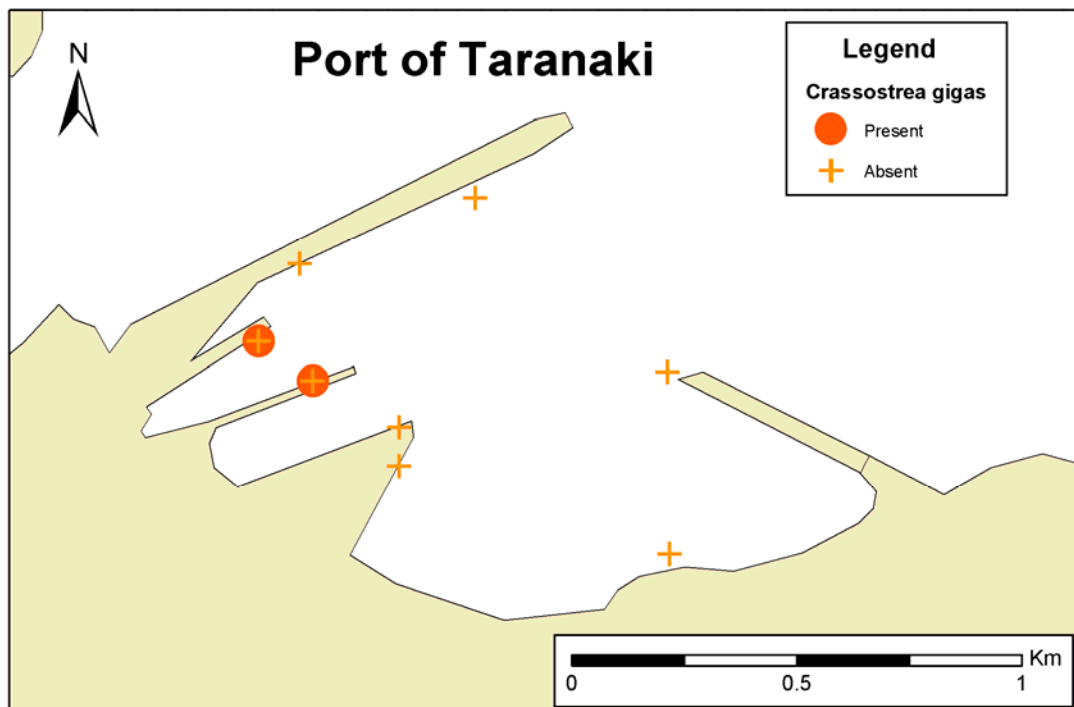 Port of Taranaki
N
Legend
Crassostrea gigas
Present
Absent
Km
0 0.5 1